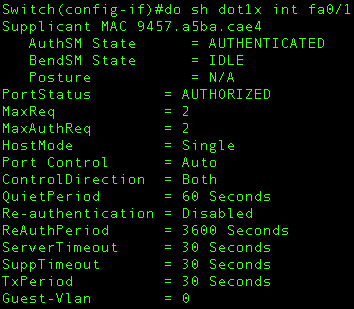 Switch(config-if)#do sh dot1x int fa0/1
Supplicant MAC 9457.a5ba.cae4
   AuthSM State      = AUTHENTICATED
   BendSM State      = IDLE
   Posture           = N/A
PortStatus        = AUTHORIZED
MaxReq            = 2
MaxAuthReq        = 2
HostMode          = Single
Port Control      = Auto
ControlDirection  = Both
QuietPeriod       = 60 Seconds
Re-authentication = Disabled
ReAuthPeriod      = 3600 Seconds
ServerTimeout     = 30 Seconds
SuppTimeout       = 30 Seconds
TxPeriod          = 30 Seconds
Guest-Vlan        = 0